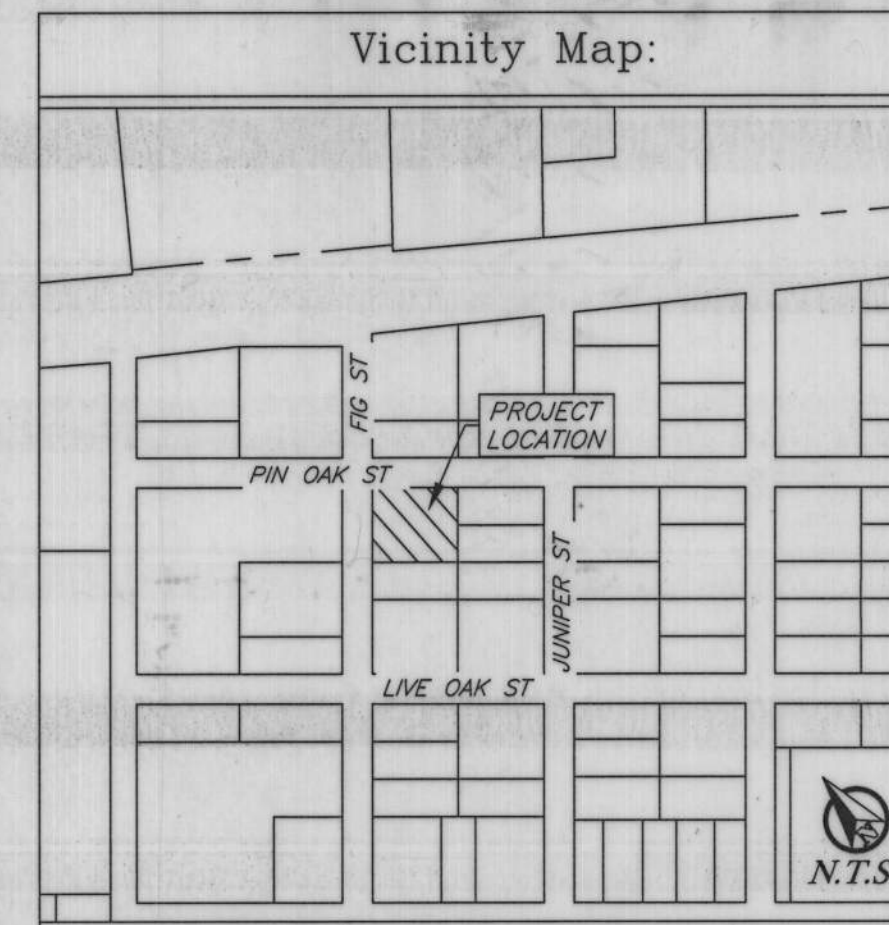 Vicinity Map:
FIG ST
PROJECT
LOCATION
PIN OAK ST
JUNIPER ST
LIVE OAK ST
N.T.S